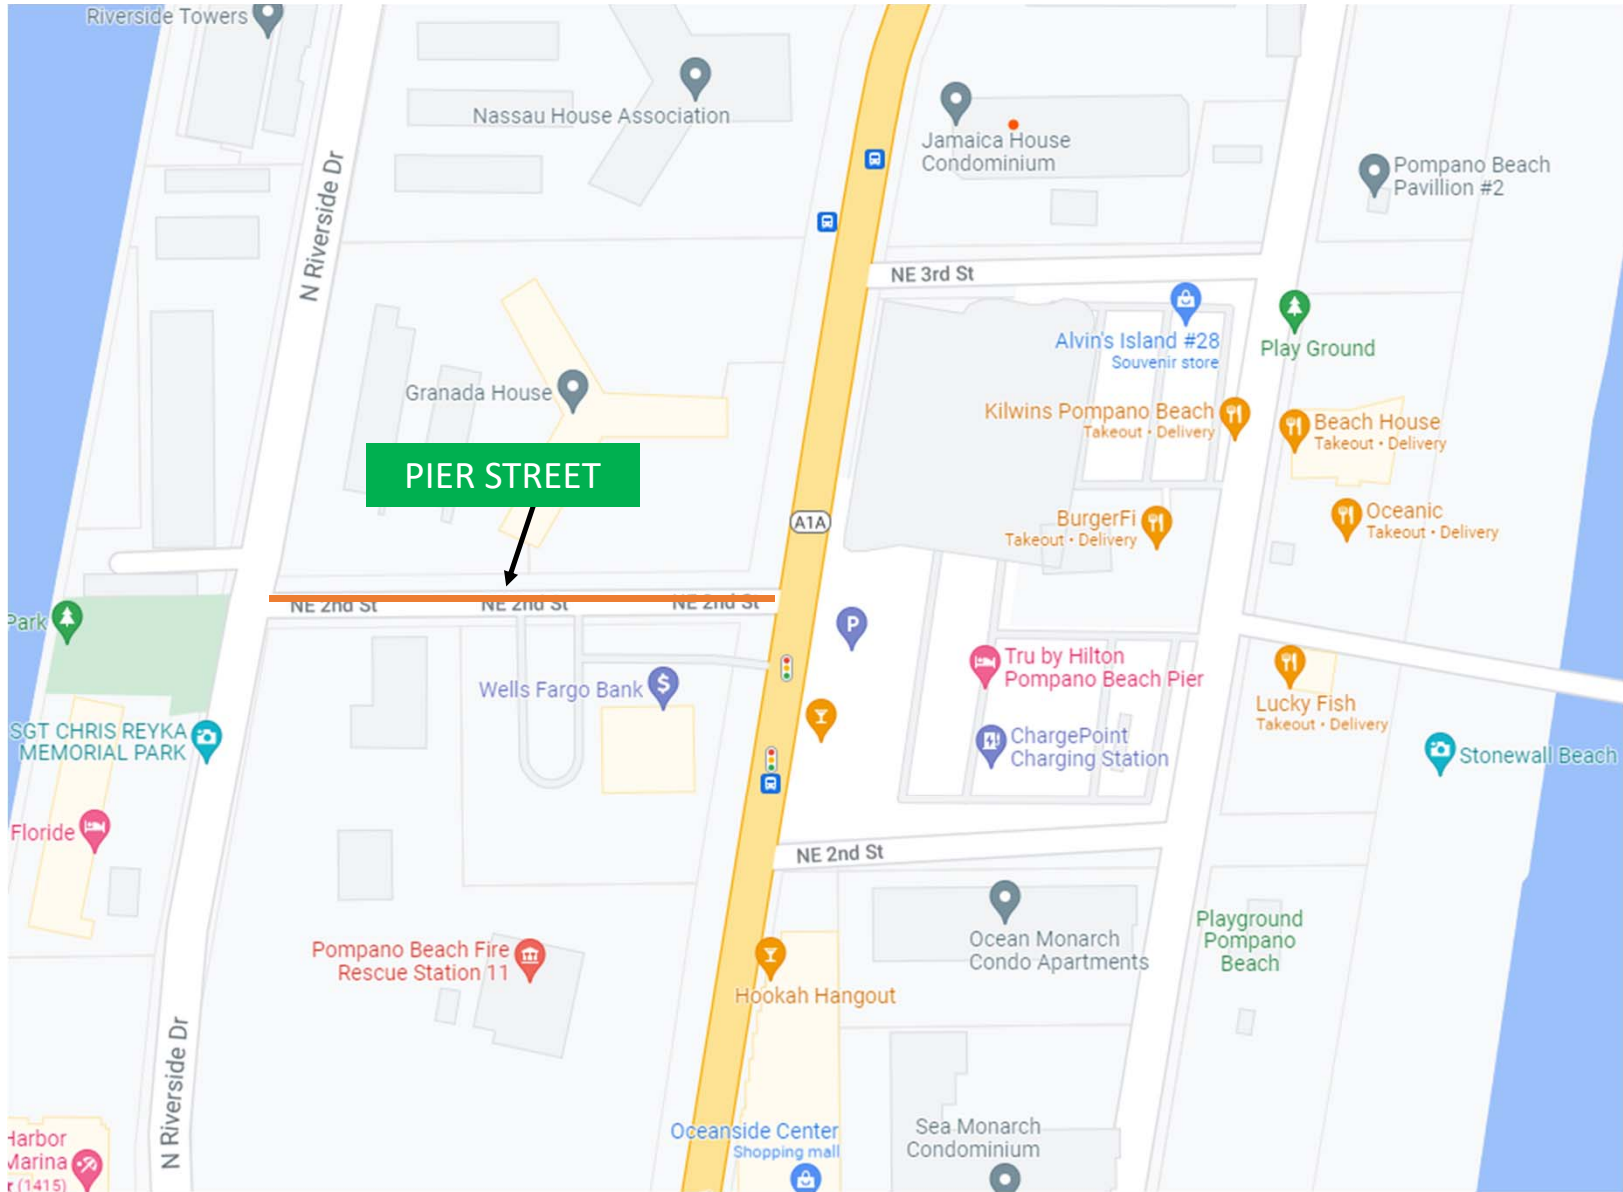 Riverside Towers
Nassau House Association
Jamaica House
Condominium
Pompano Beach
Pavillion #2
N Riverside Dr
NE 3rd St
Alvin's Island #28
Souvenir store
Play Ground
Granada House
Kilwins Pompano Beach
Takeout • Delivery
Beach House
Takeout • Delivery
PIER STREET
A1A
BurgerFi
Takeout • Delivery
Oceanic
Takeout • Delivery
NE 2nd St
NE 2nd St
NE 2nd St
Park
P
Tru by Hilton
Pompano Beach Pier
Wells Fargo Bank
$
Lucky Fish
Takeout • Delivery
SGT CHRIS REYKA
MEMORIAL PARK
ChargePoint
Charging Station
Stonewall Beach
Floride
NE 2nd St
Playground
Pompano
Beach
Ocean Monarch
Condo Apartments
Pompano Beach Fire
Rescue Station 11
Hookah Hangout
N Riverside Dr
Oceanside Center
Shopping mall
Sea Monarch
Condominium
Harbor
Marina
r (1415)